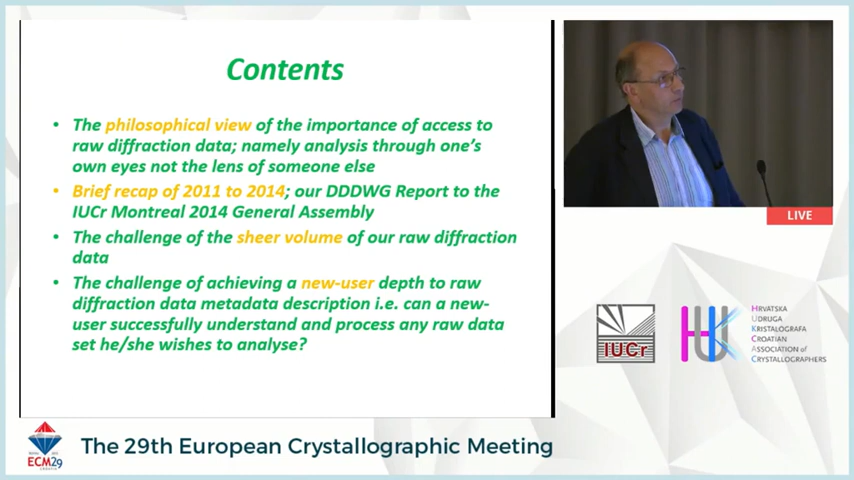 Contents
• The philosophical view of the importance of access to
raw diffraction data; namely analysis through one's
own eyes not the lens of someone else
• Brief recap of 2011 to 2014; our DDDWG Report to the
IUCr Montreal 2014 General Assembly
• The challenge of the sheer volume of our raw diffraction
data
• The challenge of achieving a new-user depth to raw
diffraction data metadata description i.e. can a new-
user successfully understand and process any raw data
set he/she wishes to analyse?
LIVE
IUCr
HRVATSKA
UDRUGA
KRISTALOGRAFA
CROATIAN
ASSOCIATION of
CRYSTALLOGRAPHERS
ECM29
The 29th European Crystallographic Meeting